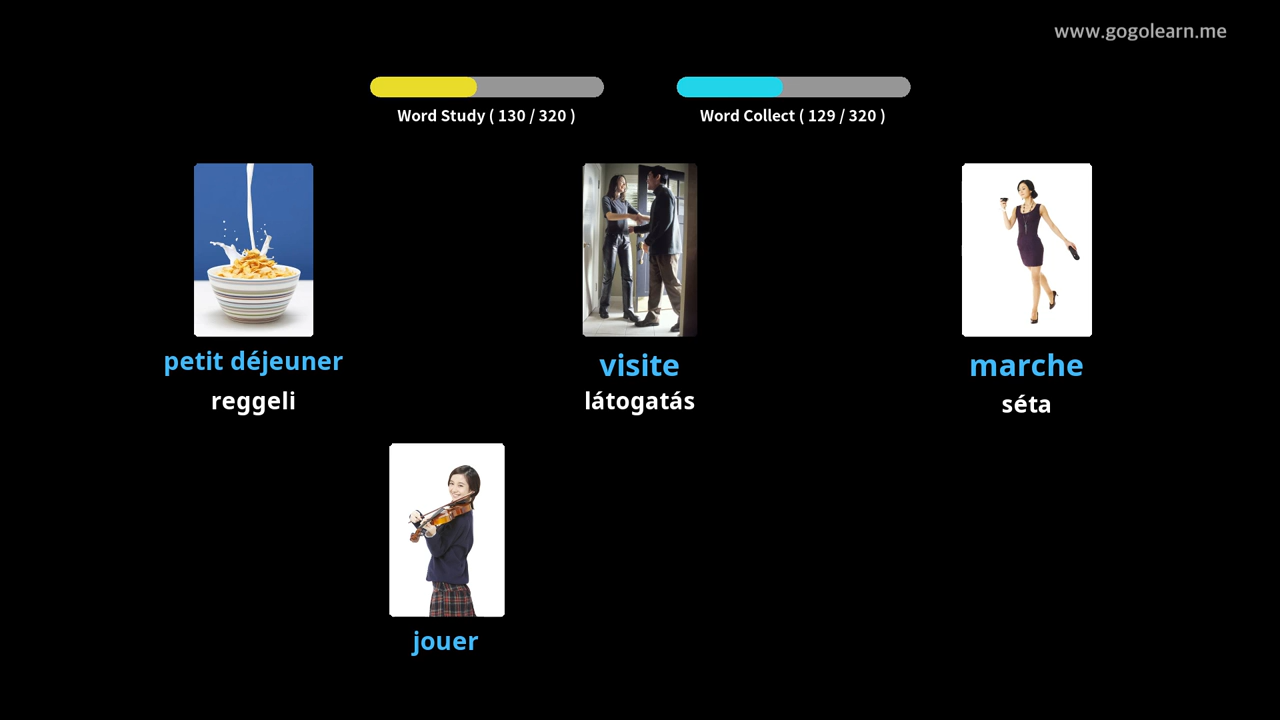 www.gogolearn.me
Word Study ( 130 / 320 )
Word Collect ( 129 / 320 )
petit déjeuner
reggeli
visite
látogatás
marche
séta
jouer